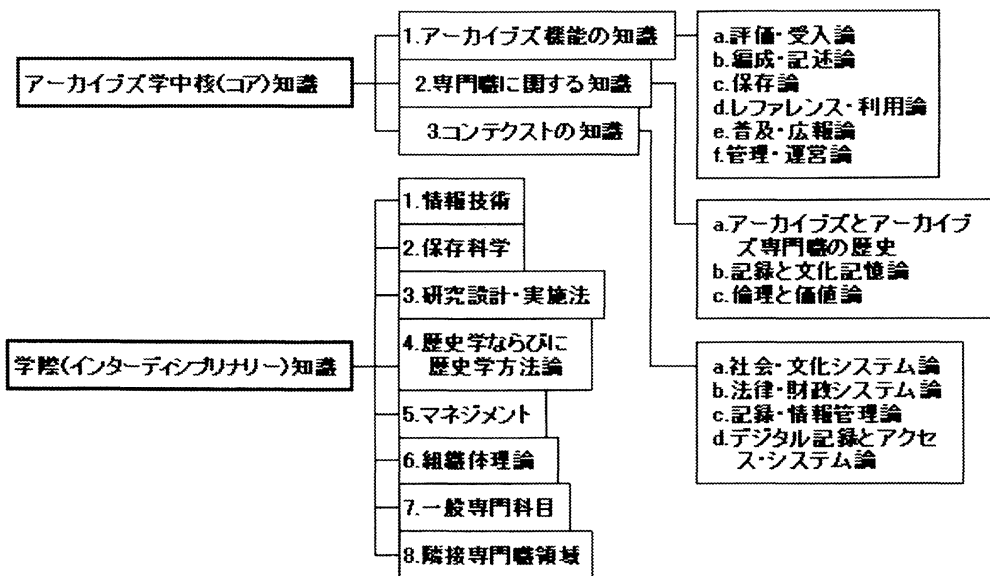 アーカイブズ学中核(コア)知識
1.アーカイブズ機能の知識
2.専門職に関する知識
3.コンテクストの知識
a.評価・受入論
b.編成・記述論
c.保存論
d.レファレンス・利用論
e.普及・広報論
f.管理・運営論
a.アーカイブズとアーカイブ
ズ専門職の歴史
b.記録と文化記憶論
c.倫理と価値論
a.社会・文化システム論
b.法律・財政システム論
c.記録・情報管理論
d.デジタル記録とアクセ
ス・システム論
学際(インターディシプリナリー)知識
1.情報技術
2.保存科学
3.研究設計・実施法
4.歴史学ならびに
歴史学方法論
5.マネジメント
6.組織体理論
7.一般専門科目
8.隣接専門職領域